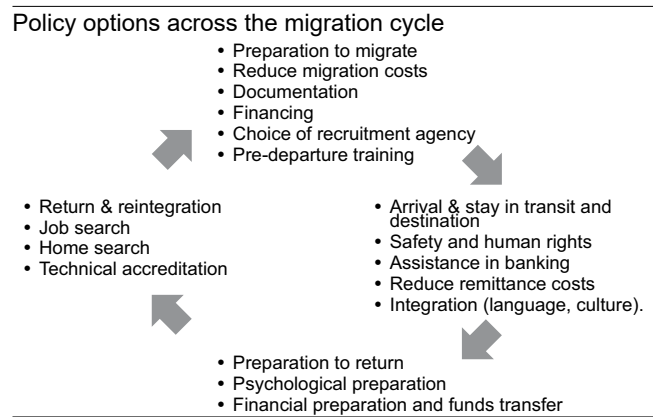 Policy options across the migration cycle
• Preparation to migrate
• Reduce migration costs
• Documentation
• Financing
• Choice of recruitment agency
• Pre-departure training
• Arrival & stay in transit and
destination
• Safety and human rights
• Assistance in banking
• Reduce remittance costs
• Integration (language, culture).
• Preparation to return
• Psychological preparation
• Financial preparation and funds transfer
• Return & reintegration
• Job search
• Home search
• Technical accreditation